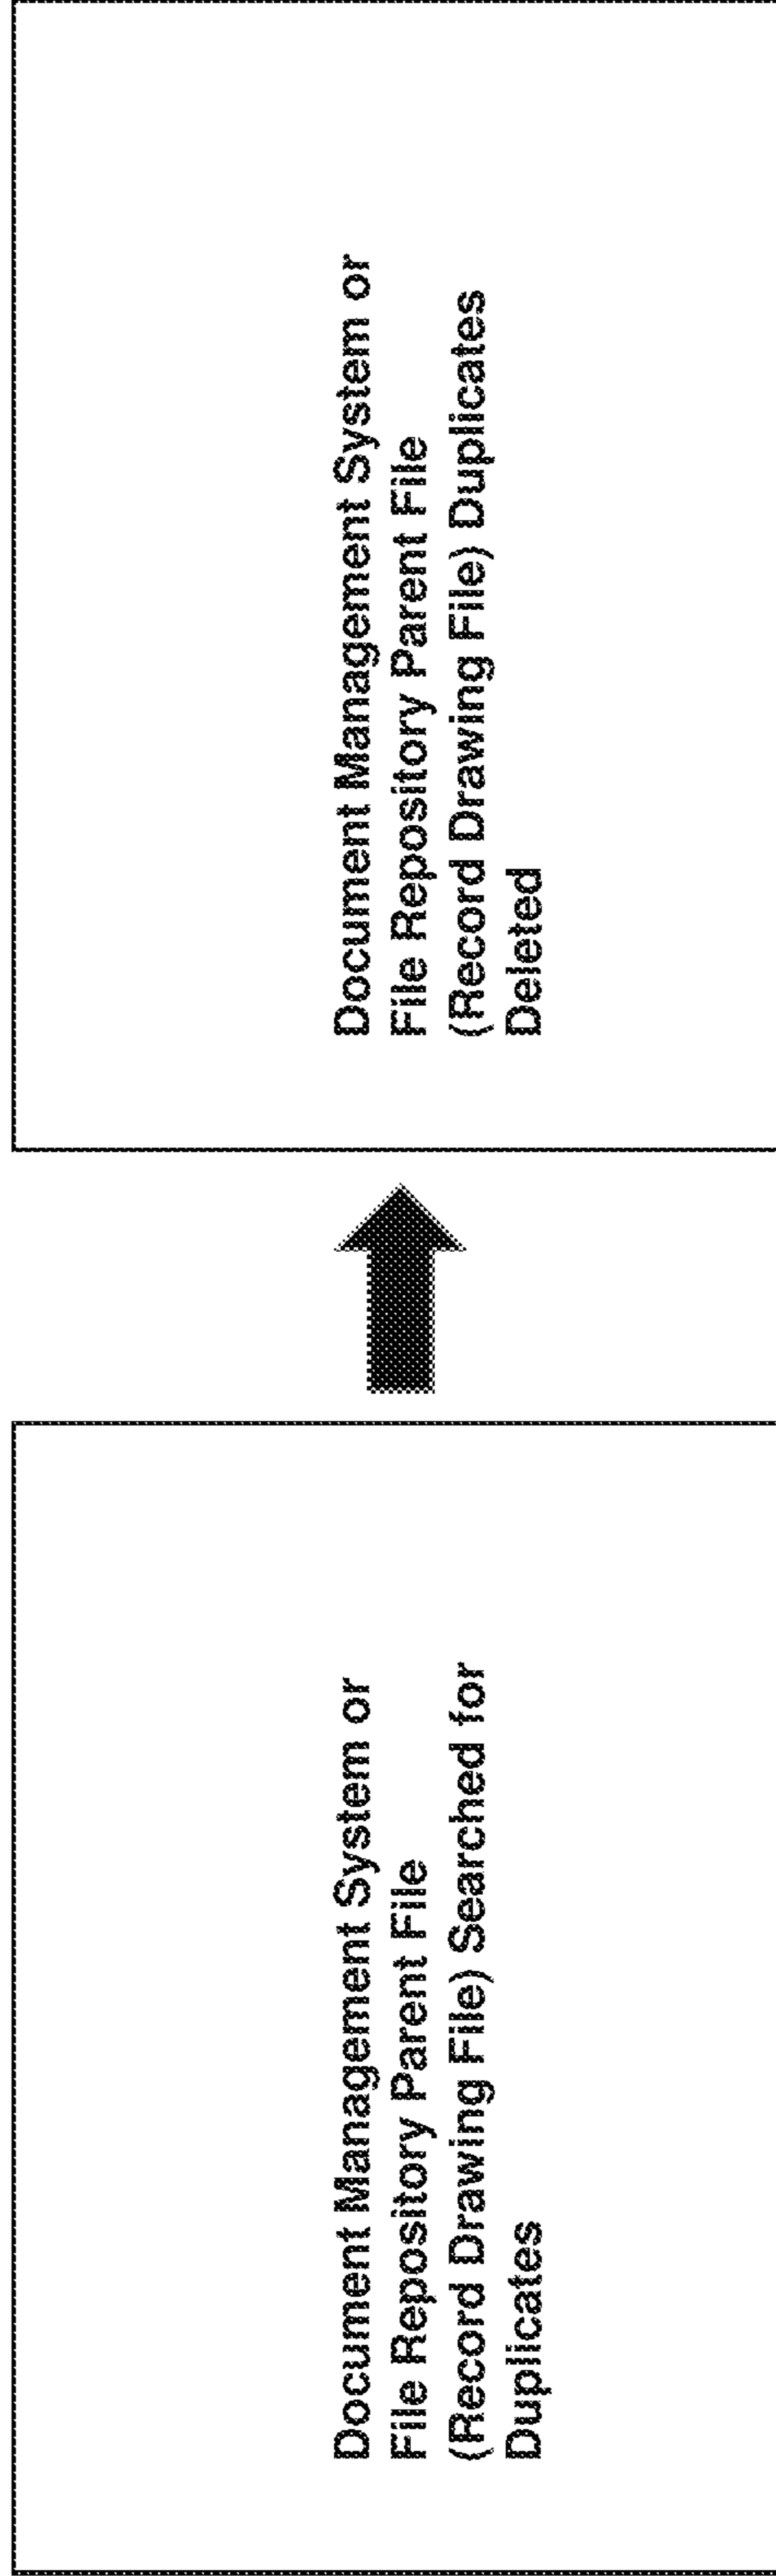 Document Management System or
File Repository Parent File
(Record Drawing File) Searched for
Duplicates
Document Management System or
File Repository Parent File
(Record Drawing File) Duplicates
Deleted